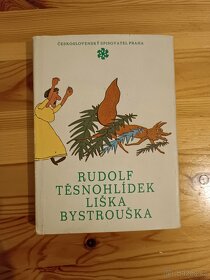 ČESKOSLOVENSKÝ SPISOVATEL PRAHA
RUDOLF
TĚSNOHLÍDEK
LIŠKA
BYSTROUŠKA